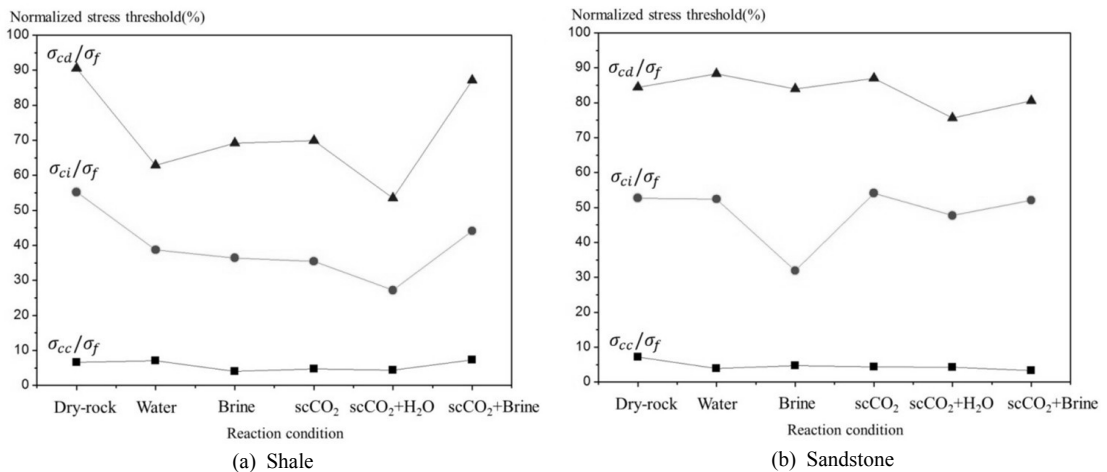 Normalized stress threshold(%)
100
90
80
70
60
50
40
30
20
10
0
σcd/σf
σci/σf
σcc/σf
Dry-rock Water Brine scCO₂ scCO₂+H₂O scCO₂+Brine
Reaction condition
(a) Shale
Normalized stress threshold(%)
100
90
80
70
60
50
40
30
20
10
0
σcd/σf
σci/σf
σcc/σf
Dry-rock Water Brine scCO₂ scCO₂+H₂O scCO₂+Brine
Reaction condition
(b) Sandstone